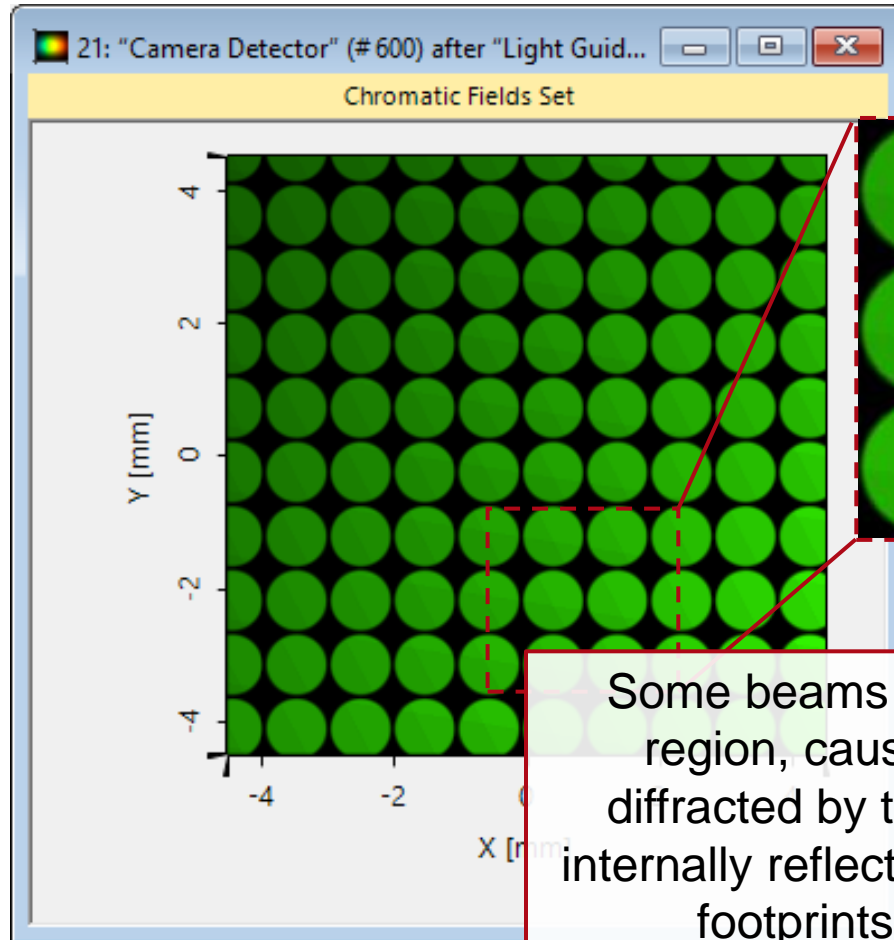 21: "Camera Detector" (# 600) after "Light Guid...
Chromatic Fields Set
4
2
0
-2
-4
Y [mm]
-4
-2
0
X [mm]
Some beams
region, caus
diffracted by t
internally reflect
footprints